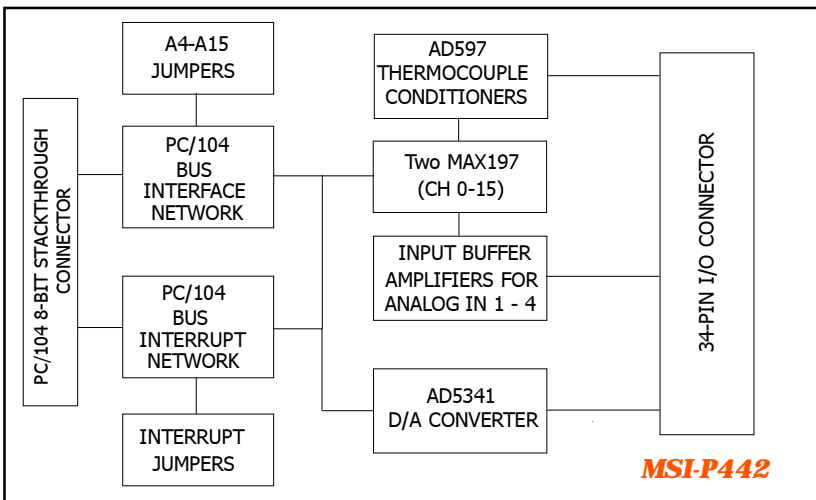 PC/104 8-BIT STACKTHROUGH
CONNECTOR
A4-A15
JUMPERS
PC/104
BUS
INTERFACE
NETWORK
PC/104
BUS
INTERRUPT
NETWORK
INTERRUPT
JUMPERS
AD597
THERMOCOUPLE
CONDITIONERS
Two MAX197
(CH 0-15)
INPUT BUFFER
AMPLIFIERS FOR
ANALOG IN 1 - 4
AD5341
D/A CONVERTER
34-PIN I/O CONNECTOR
MSI-P442